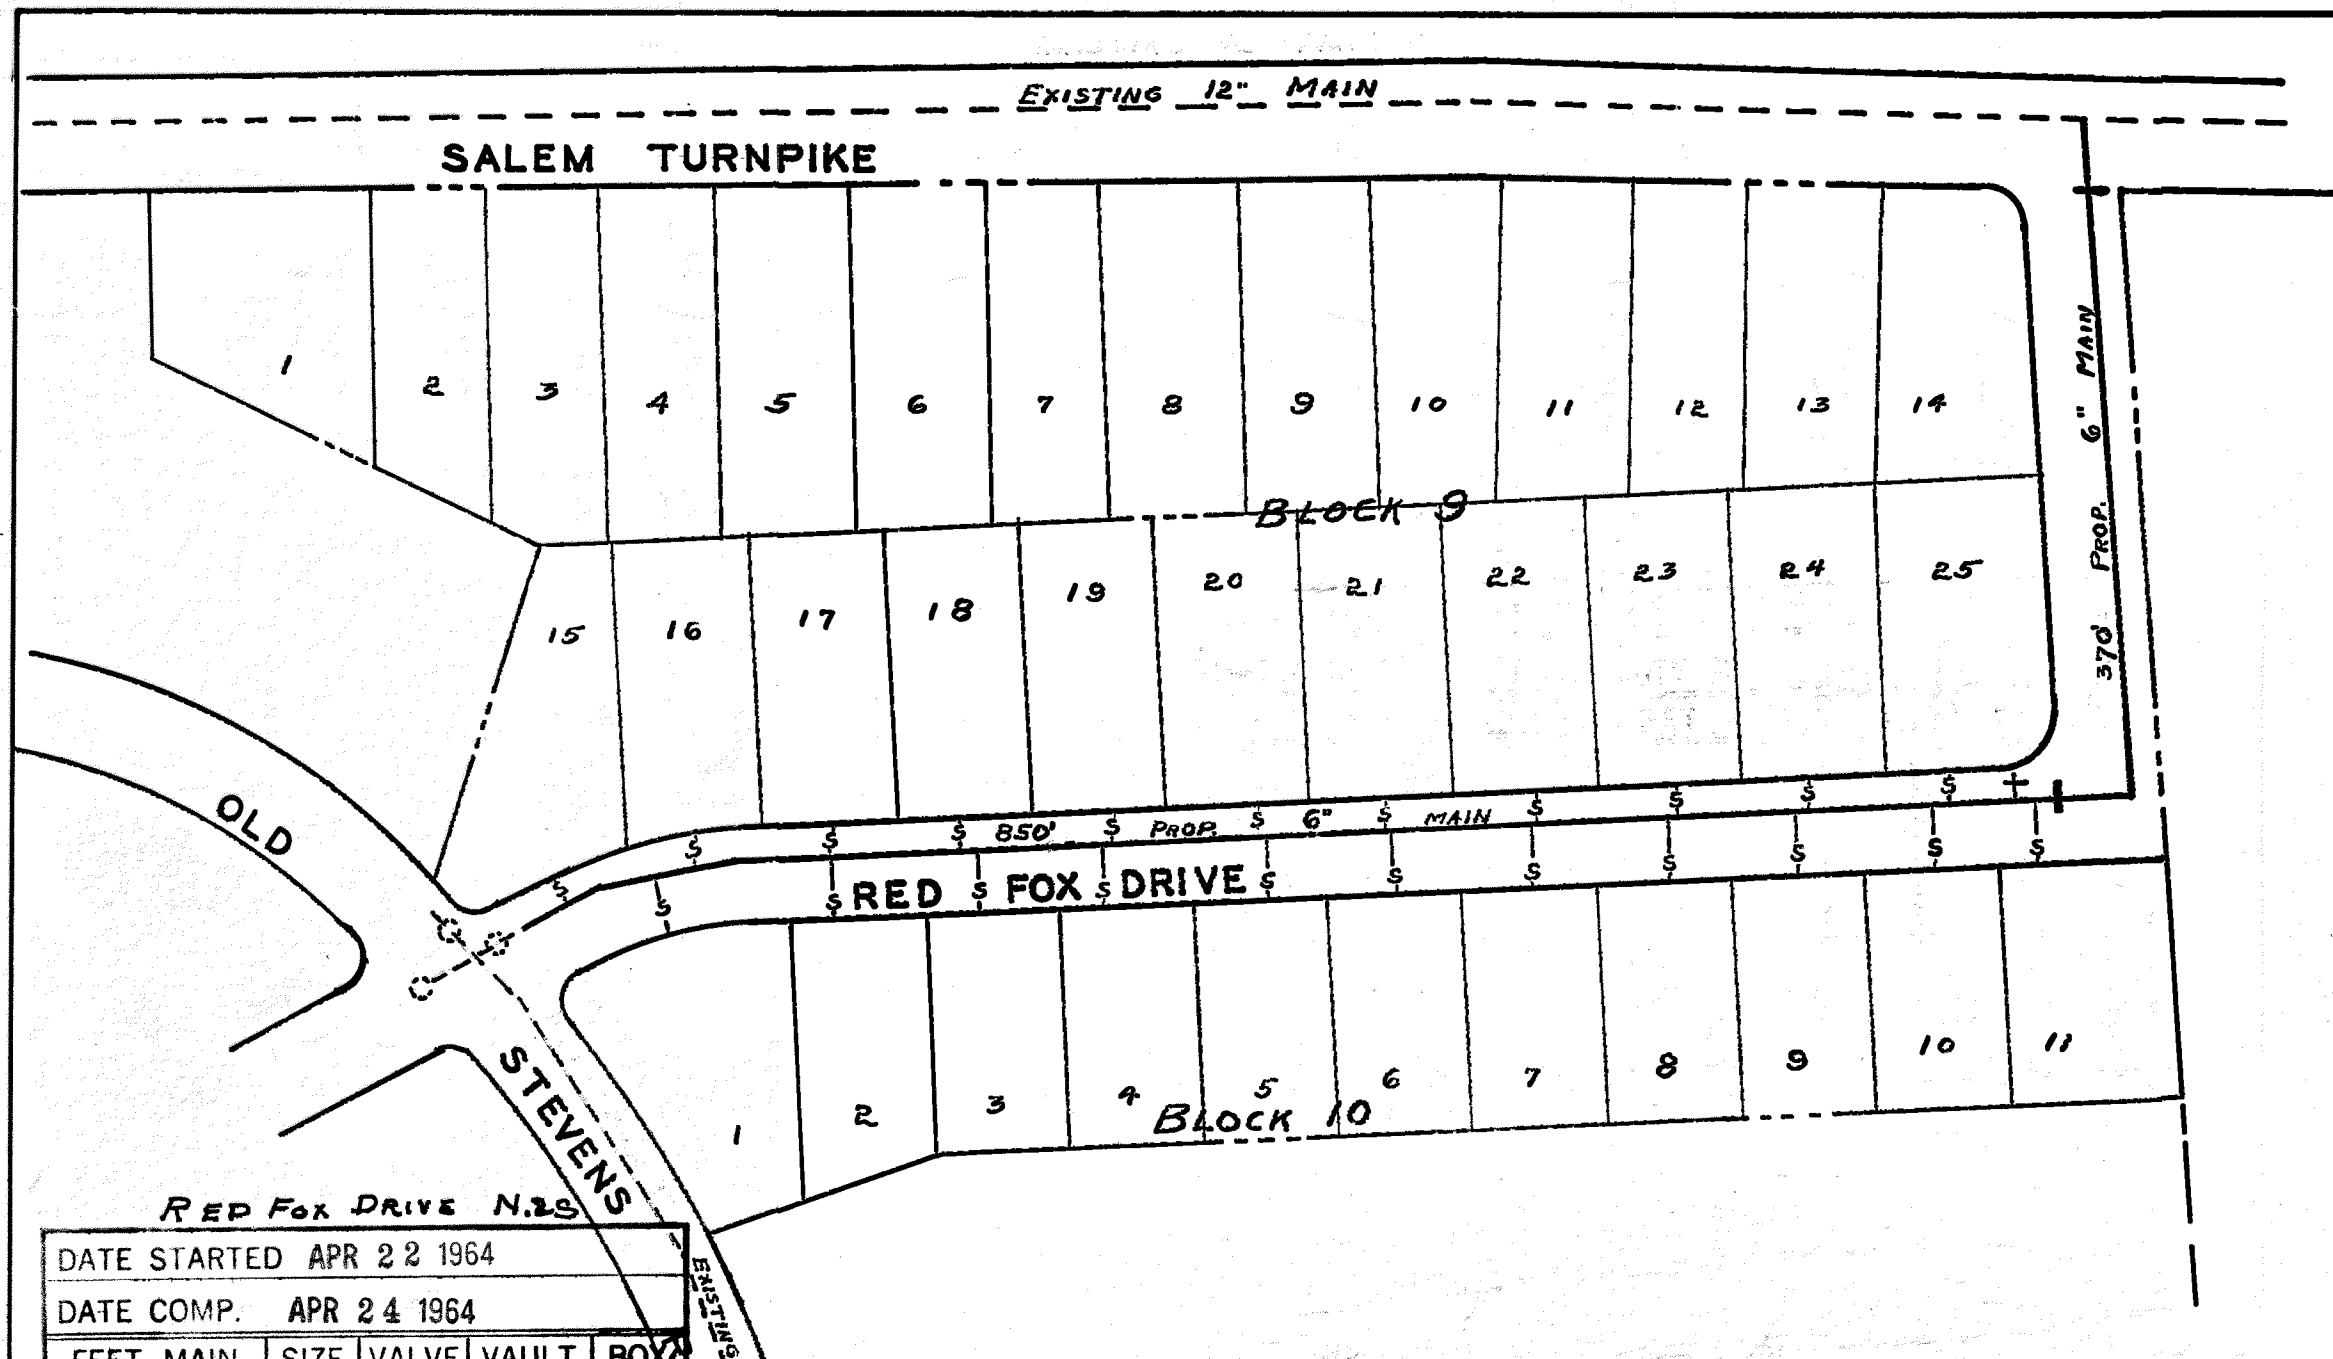 EXISTING 12" MAIN
SALEM TURNPIKE
1 2 3 4 5 6 7 8 9 10 11 12 13 14
370' PROP. 6" MAIN
BLOCK 9
15 16 17 18 19 20 21 22 23 24 25
S S S S S S S S S S
850' PROP. 6" MAIN
S S S S S S S S S S S
RED FOX DRIVE
OLD
STEVENS
1 2 3 4 5 6 7 8 9 10 11
BLOCK 10
RED FOX DRIVE N.2S
DATE STARTED APR 22 1964
DATE COMP. APR 24 1964
FEET MAIN SIZE VALVE VAULT BOX
EXISTING